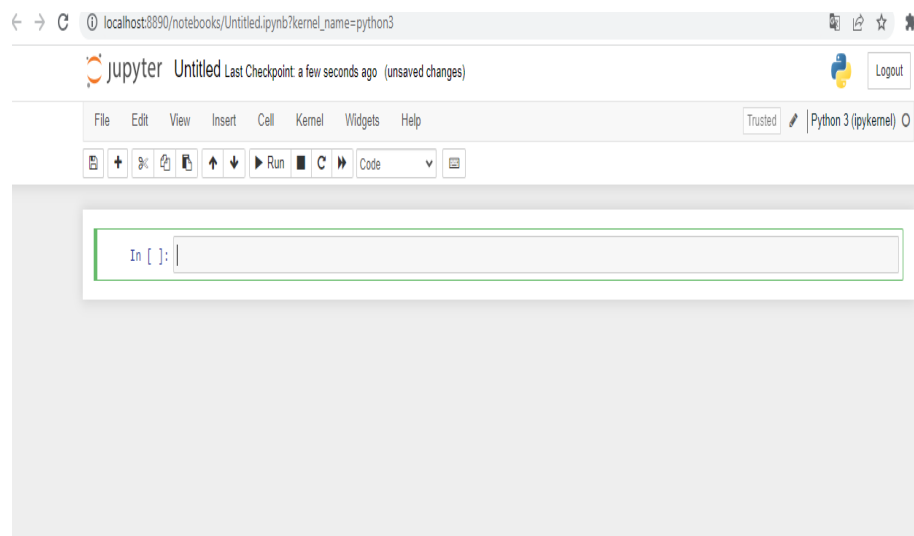 localhost:8890/notebooks/Untitled.ipynb?kernel_name=python3
jupyter Untitled Last Checkpoint: a few seconds ago (unsaved changes) Logout
File Edit View Insert Cell Kernel Widgets Help Trusted Python 3 (ipykernel)
Run Code
In [ ]: